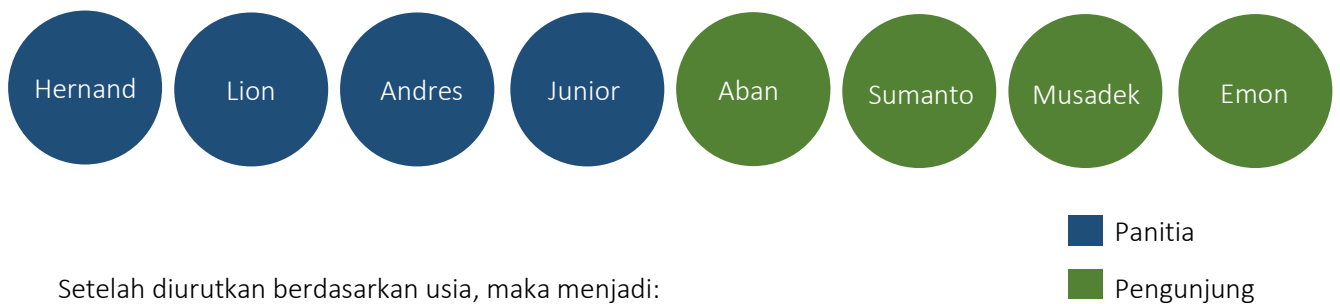 Hernand Lion Andres Junior Aban Sumanto Musadek Emon
Panitia
Setelah diurutkan berdasarkan usia, maka menjadi:
Pengunjung